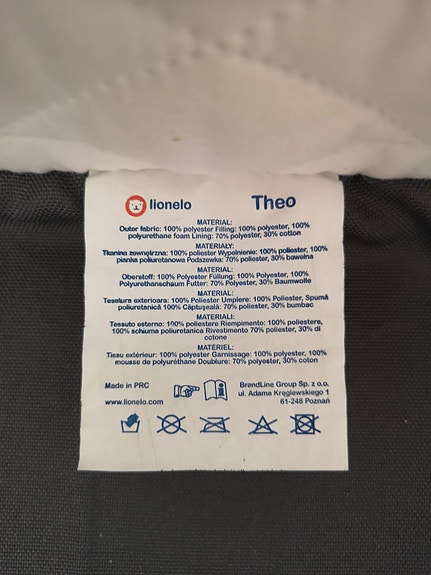 lionelo Theo
MATERIAL:
Outer fabric: 100% polyester Filling: 100% polyester, 100%
polyurethane foam Lining: 70% polyester, 30% cotton
MATERIAŁY:
Tkanina zewnętrzna: 100% poliester Wypełnienie: 100% poliester, 100%
pianka poliuretanowa Podszewka: 70% poliester, 30% bawełna
MATERIAL:
Oberstoff: 100% Polyester Füllung: 100% Polyester, 100%
Polyurethanschaum Futter: 70% Polyester, 30% Baumwolle
MATERIAL:
Țesatura exterioara: 100% Poliester Umplere: 100% Poliester, Spumă
poliuretanică 100% Căptușeală: 70% poliester, 30% bumbac
MATERIALI:
Tessuto esterno: 100% poliestere Riempimento: 100% poliestere,
100% schiuma poliuretanica Rivestimento 70% poliestere, 30% di
cotone
MATÉRIEL:
Tissu extérieur: 100% polyester Garnissage: 100% polyester, 100%
mousse de polyuréthane Doublure: 70% polyester, 30% coton
Made in PRC
www.lionelo.com
BrandLine Group Sp. z o.o.
ul. Adama Kręglewskiego 1
61-248 Poznań